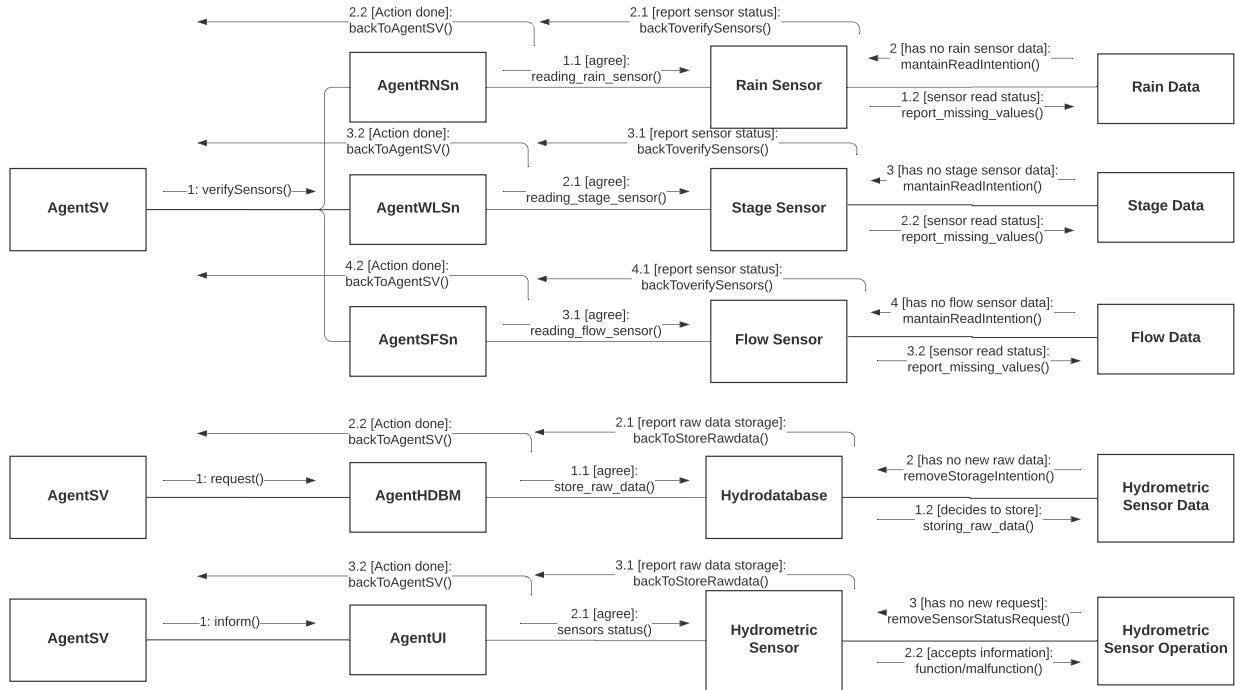 2.2 [Action done]:
backToAgentSV()
2.1 [report sensor status]:
backToverifySensors()
AgentRNSn
1.1 [agree]:
reading_rain_sensor()
Rain Sensor
2 [has no rain sensor data]:
mantainReadIntention()
1.2 [sensor read status]:
report_missing_values()
Rain Data
3.2 [Action done]:
backToAgentSV()
3.1 [report sensor status]:
backToverifySensors()
AgentSV
1: verifySensors()
AgentWLSn
2.1 [agree]:
reading_stage_sensor()
Stage Sensor
3 [has no stage sensor data]:
mantainReadIntention()
2.2 [sensor read status]:
report_missing_values()
Stage Data
4.2 [Action done]:
backToAgentSV()
4.1 [report sensor status]:
backToverifySensors()
AgentSFSn
3.1 [agree]:
reading_flow_sensor()
Flow Sensor
4 [has no flow sensor data]:
mantainReadIntention()
3.2 [sensor read status]:
report_missing_values()
Flow Data
2.2 [Action done]:
backToAgentSV()
2.1 [report raw data storage]:
backToStoreRawdata()
AgentSV
1: request()
AgentHDBM
1.1 [agree]:
store_raw_data()
Hydrodatabase
2 [has no new raw data]:
removeStorageIntention()
1.2 [decides to store]:
storing_raw_data()
Hydrometric
Sensor Data
3.2 [Action done]:
backToAgentSV()
3.1 [report raw data storage]:
backToStoreRawdata()
AgentSV
1: inform()
AgentUI
2.1 [agree]:
sensors status()
Hydrometric
Sensor
3 [has no new request]:
removeSensorStatusRequest()
2.2 [accepts information]:
function/malfunction()
Hydrometric
Sensor Operation